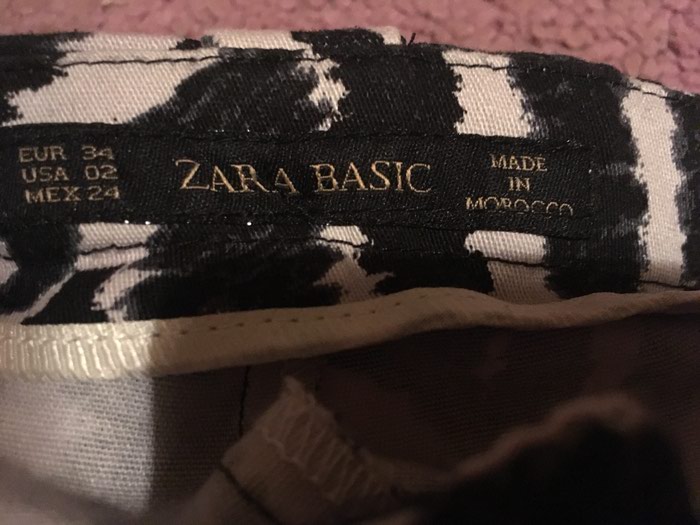 EUR 34
USA 02
MEX 24
ZARA BASIC
MADE
IN
MOROCCO